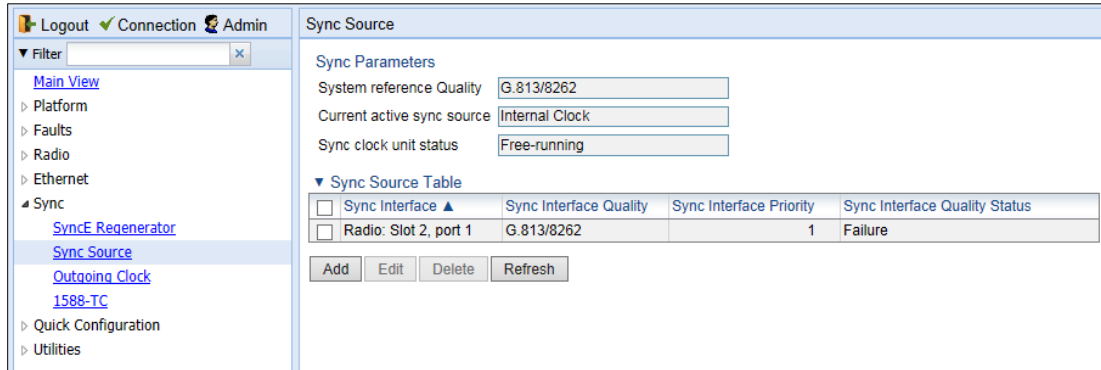 Logout Connection Admin
▼ Filter
Main View
Platform
Faults
Radio
Ethernet
Sync
SyncE Regenerator
Sync Source
Outgoing Clock
1588-TC
Quick Configuration
Utilities
Sync Source
Sync Parameters
System reference Quality G.813/8262
Current active sync source Internal Clock
Sync clock unit status Free-running
▼ Sync Source Table
Sync Interface ▲ Sync Interface Quality Sync Interface Priority Sync Interface Quality Status
Radio: Slot 2, port 1 G.813/8262 1 Failure
Add Edit Delete Refresh